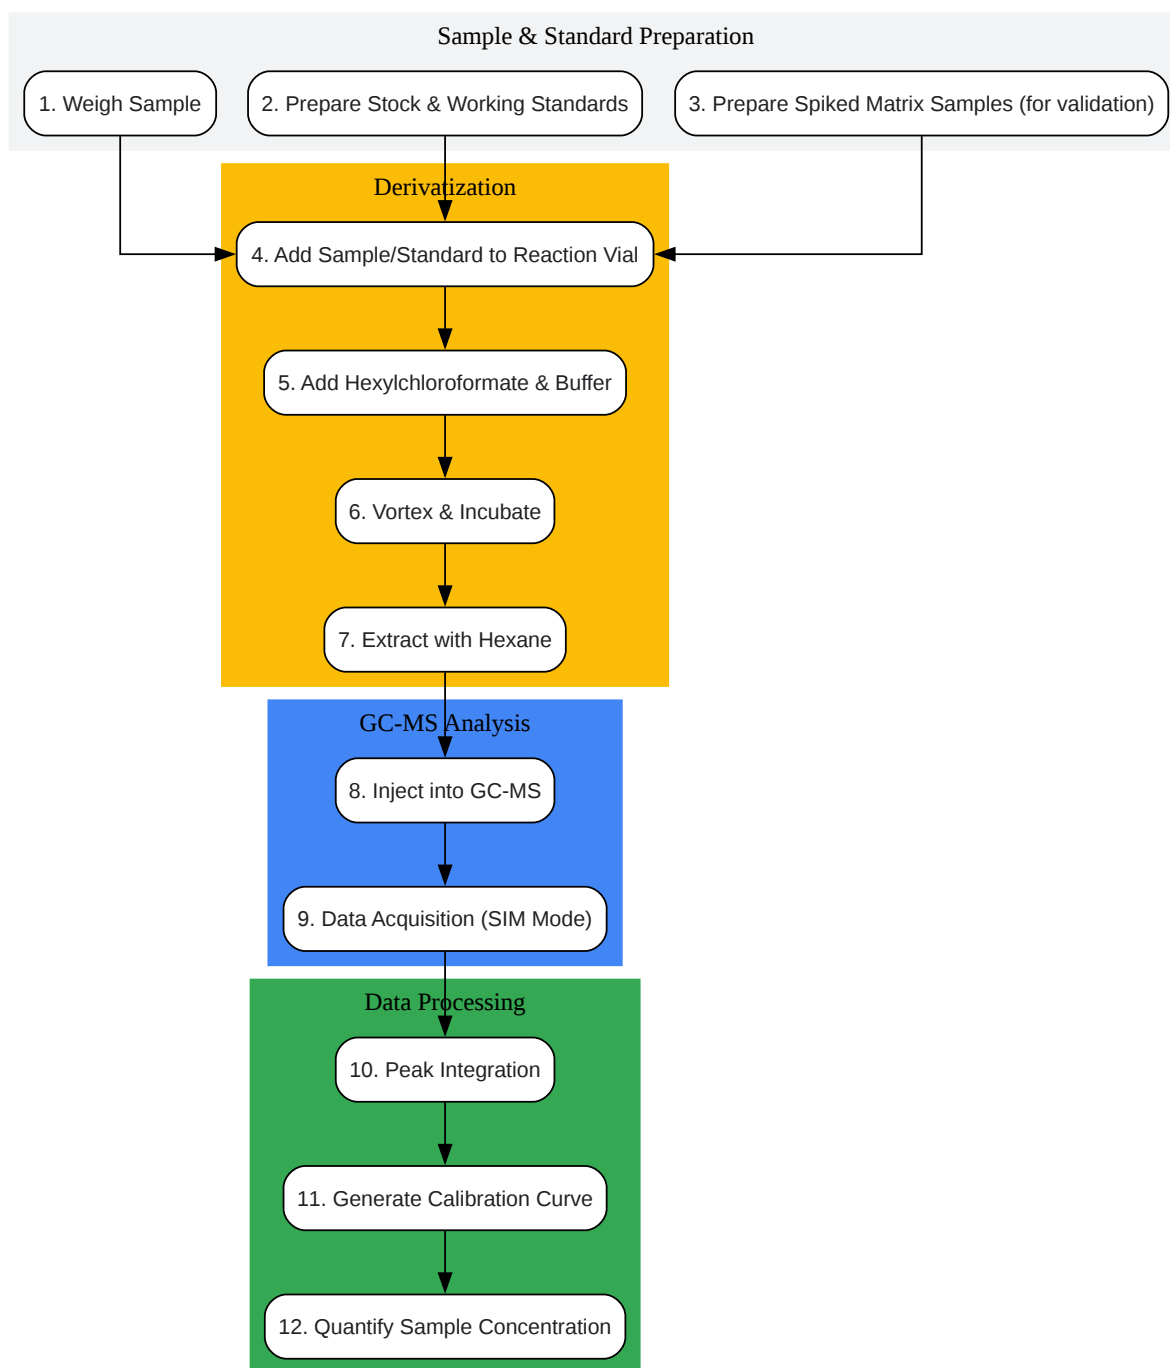 Sample & Standard Preparation
1. Weigh Sample
2. Prepare Stock & Working Standards
3. Prepare Spiked Matrix Samples (for validation)
Derivatization
4. Add Sample/Standard to Reaction Vial
5. Add Hexylchloroformate & Buffer
6. Vortex & Incubate
7. Extract with Hexane
GC-MS Analysis
8. Inject into GC-MS
9. Data Acquisition (SIM Mode)
Data Processing
10. Peak Integration
11. Generate Calibration Curve
12. Quantify Sample Concentration